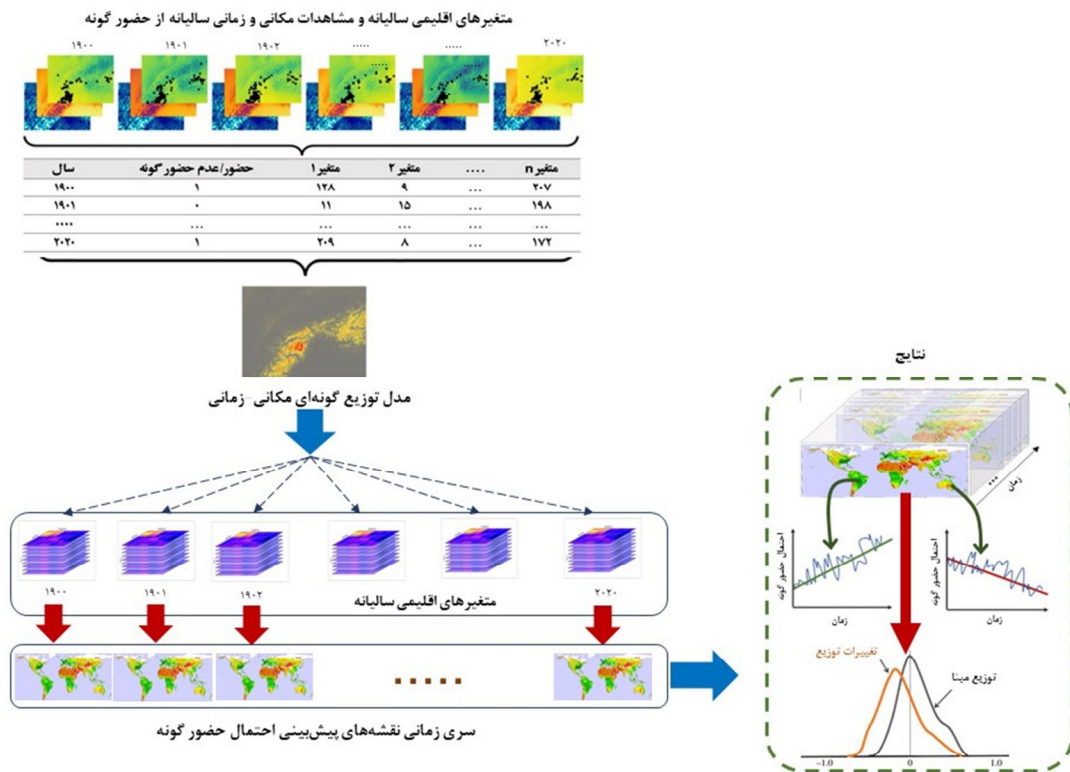 متغیرهای اقلیمی سالیانه و مشاهدات مکانی و زمانی سالیانه از حضور گونه
۱۹۰۰ ۱۹۰۱ ۱۹۰۲ ..... ..... ۲۰۲۰
..... .....
سال حضور/عدم حضور گونه متغیر ۱ متغیر ۲ .... متغیر n
۱۹۰۰ ۱ ۱۲۸ ۹ ... ۲۰۷
۱۹۰۱ ۰ ۱۱ ۱۵ ... ۱۹۸
.... ... ... ... ... ...
۲۰۲۰ ۱ ۲۰۹ ۸ ... ۱۷۲
مدل توزیع گونه‌ای مکانی-زمانی
۱۹۰۰ ۱۹۰۱ ۱۹۰۲ ۲۰۲۰
متغیرهای اقلیمی سالیانه
.....
سری زمانی نقشه‌های پیش‌بینی احتمال حضور گونه
نتایج
...
زمان
احتمال حضور گونه
زمان
احتمال حضور گونه
زمان
تغییرات توزیع
توزیع مبنا
-1.0 0 1.0